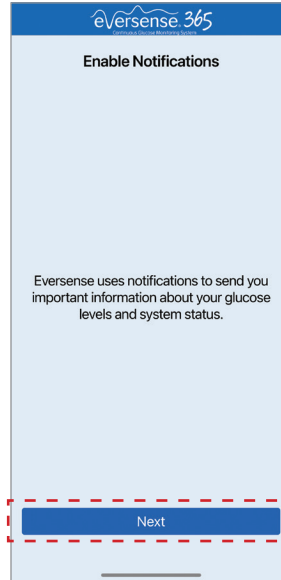 eversense 365
Continuous Glucose Monitoring System
Enable Notifications
Eversense uses notifications to send you
important information about your glucose
levels and system status.
Next